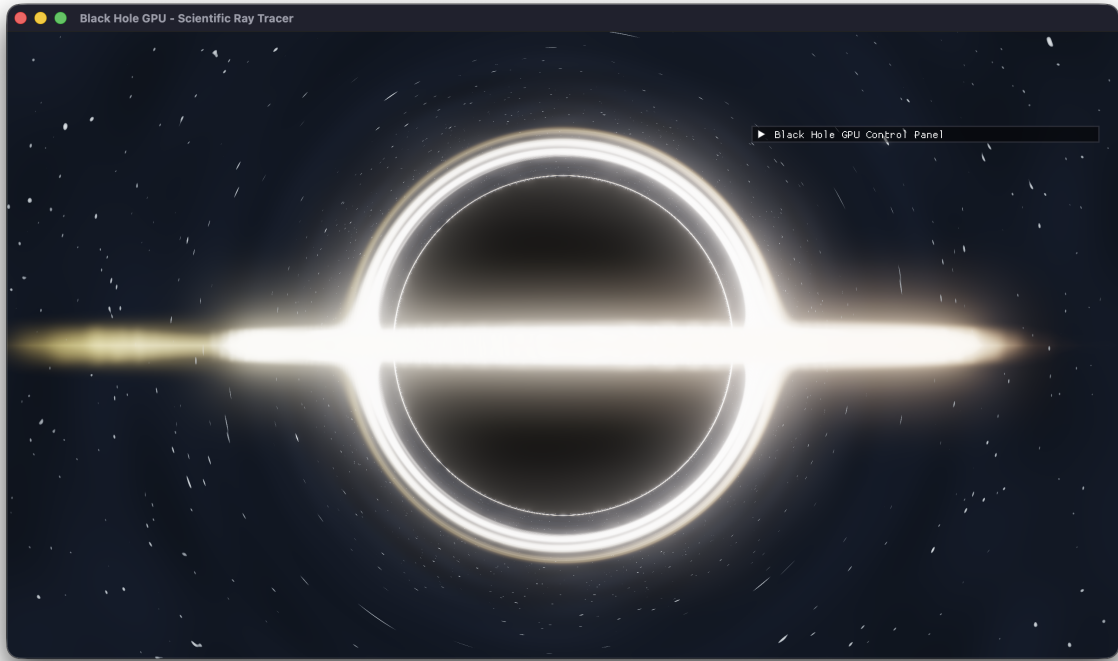 Black Hole GPU - Scientific Ray Tracer
Black Hole GPU Control Panel